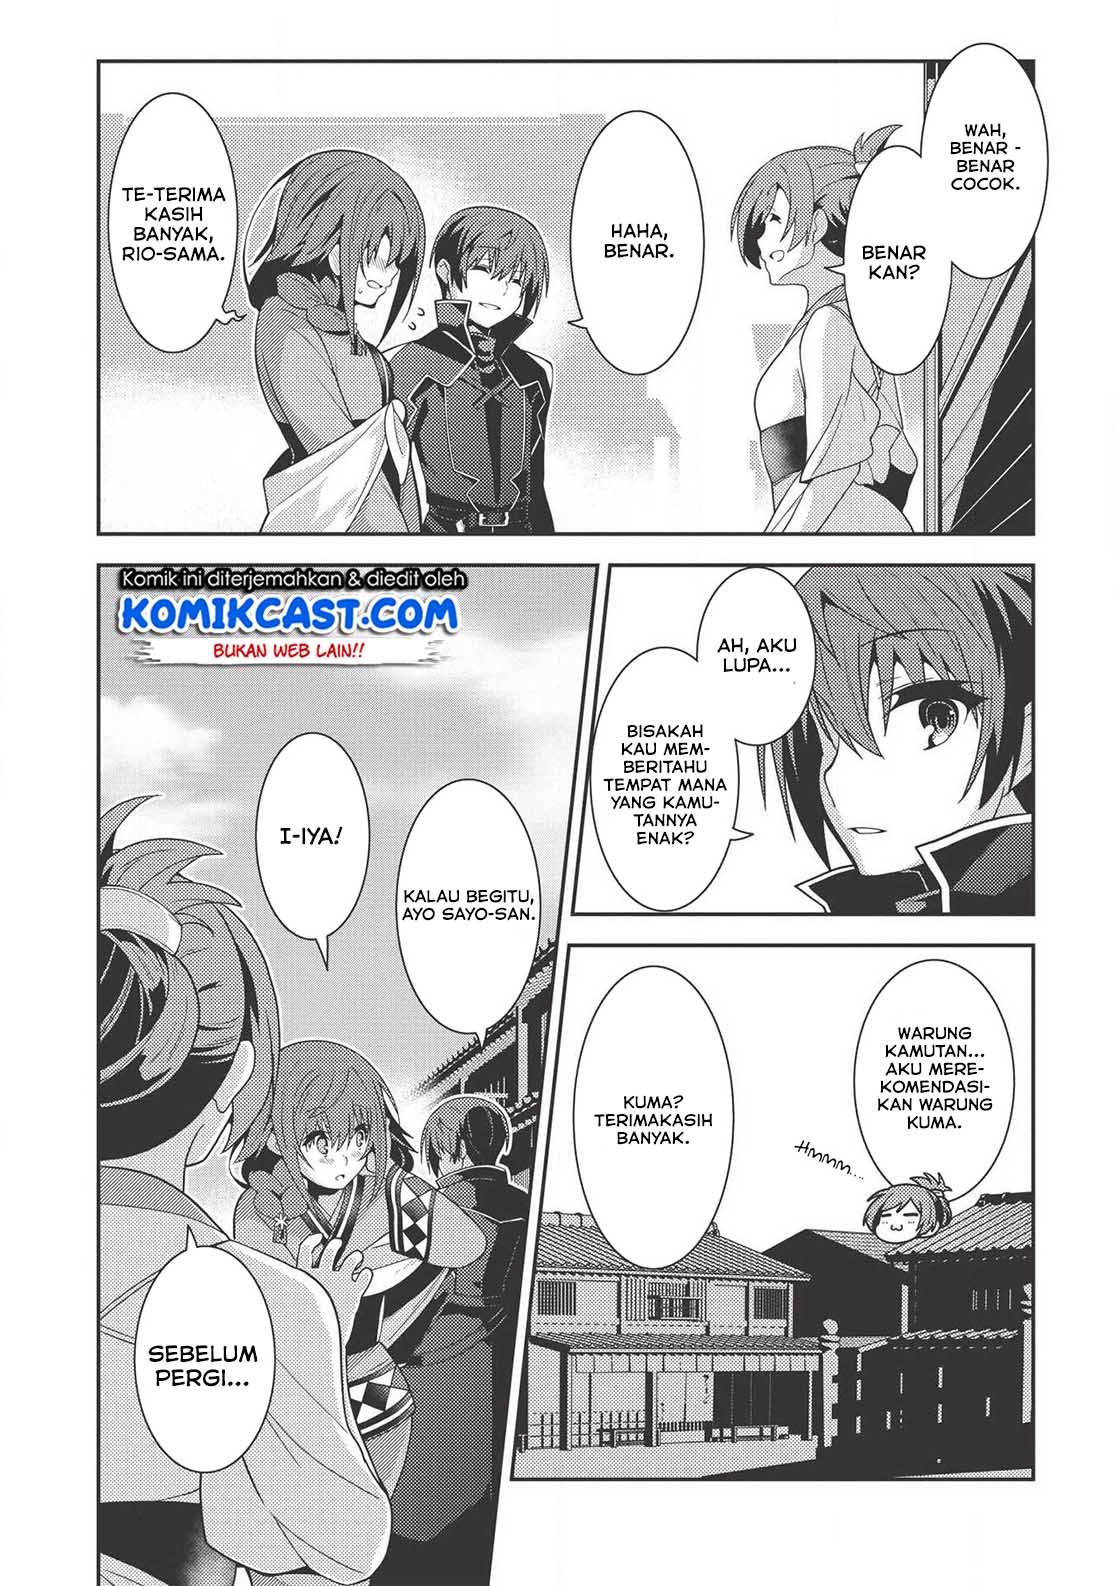 WAH,
BENAR -
BENAR
COCOK.
BENAR
KAN?
HAHA,
BENAR.
TE-TERIMA
KASIH
BANYAK,
RIO-SAMA.
AH, AKU
LUPA...
BISAKAH
KAU MEM-
BERITAHU
TEMPAT MANA
YANG KAMU-
TANNYA
ENAK?
WARUNG
KAMUTAN...
AKU MERE-
KOMENDASI-
KAN WARUNG
KUMA.
HMMM....
KUMA?
TERIMAKASIH
BANYAK.
Komik ini diterjemahkan & diedit oleh
KOMIKCAST.COM
BUKAN WEB LAIN!!
KALAU BEGITU,
AYO SAYO-SAN.
I-IYA!
SEBELUM
PERGI...